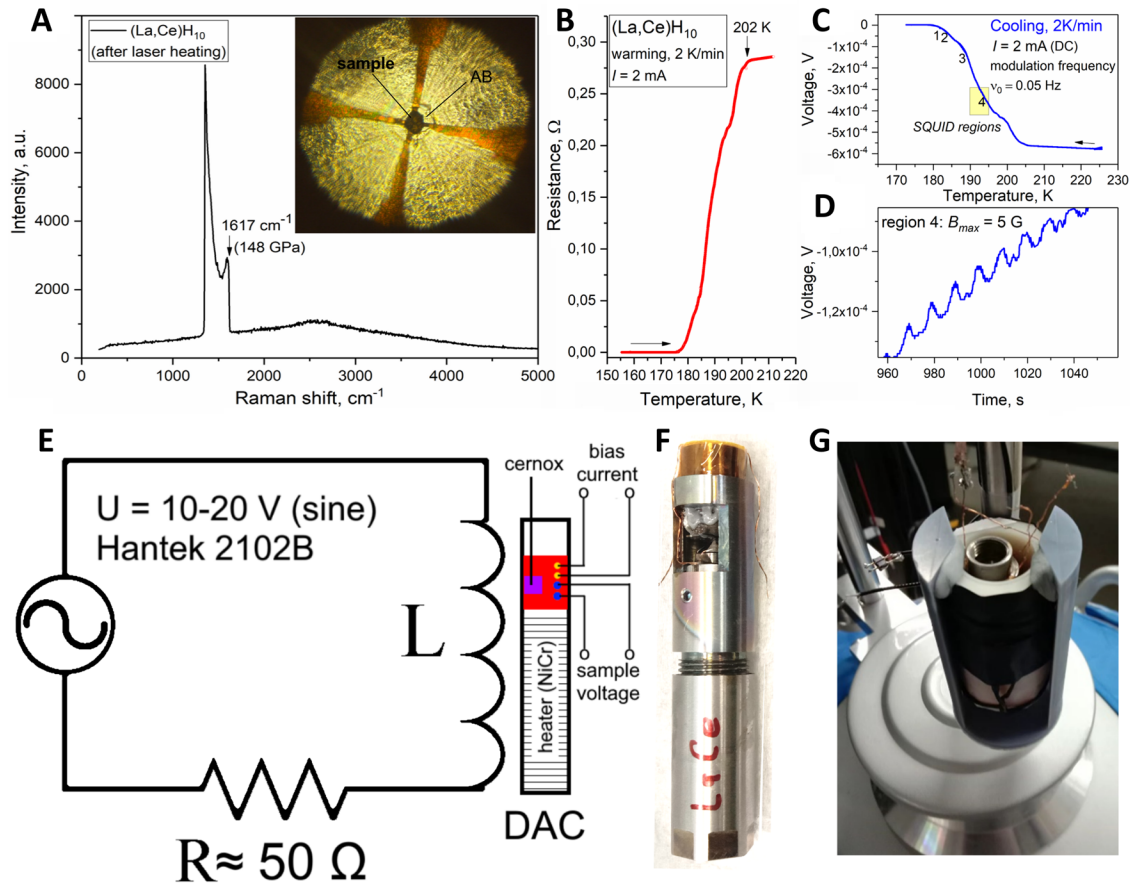 A
(La,Ce)H10
(after laser heating)
sample
AB
1617 cm-1
(148 GPa)
Intensity, a.u.
8000
6000
4000
2000
0
0 1000 2000 3000 4000 5000
Raman shift, cm-1
B
202 K
(La,Ce)H10
warming, 2 K/min
I = 2 mA
Resistance, Ω
0,30
0,25
0,20
0,15
0,10
0,05
0,00
150 160 170 180 190 200 210 220
Temperature, K
C
Cooling, 2K/min
I = 2 mA (DC)
modulation frequency
ν0 = 0.05 Hz
12
3
4
SQUID regions
Voltage, V
0
-1x10-4
-2x10-4
-3x10-4
-4x10-4
-5x10-4
-6x10-4
170 180 190 200 210 220 230
Temperature, K
D
region 4: Bmax = 5 G
Voltage, V
-1,0x10-4
-1,2x10-4
960 980 1000 1020 1040
Time, s
E
U = 10-20 V (sine)
Hantek 2102B
L
R≈ 50 Ω
cernox
bias
current
sample
voltage
heater (NiCr)
DAC
F
LaCe
G